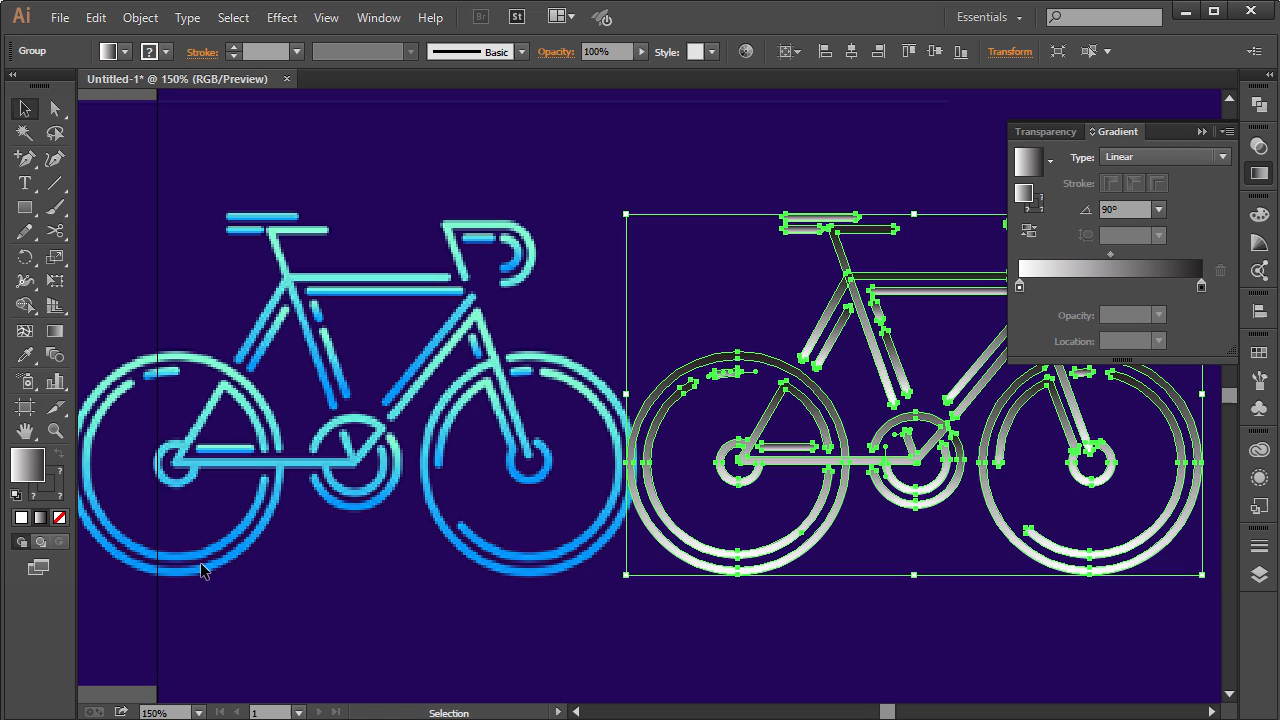 Ai File Edit Object Type Select Effect View Window Help Br St Essentials
Group Stroke: Basic Opacity: 100% Style: Transform
Untitled-1* @ 150% (RGB/Preview) ×
Transparency Gradient
Type: Linear
Stroke:
90°
Opacity:
Location:
150% 1 Selection